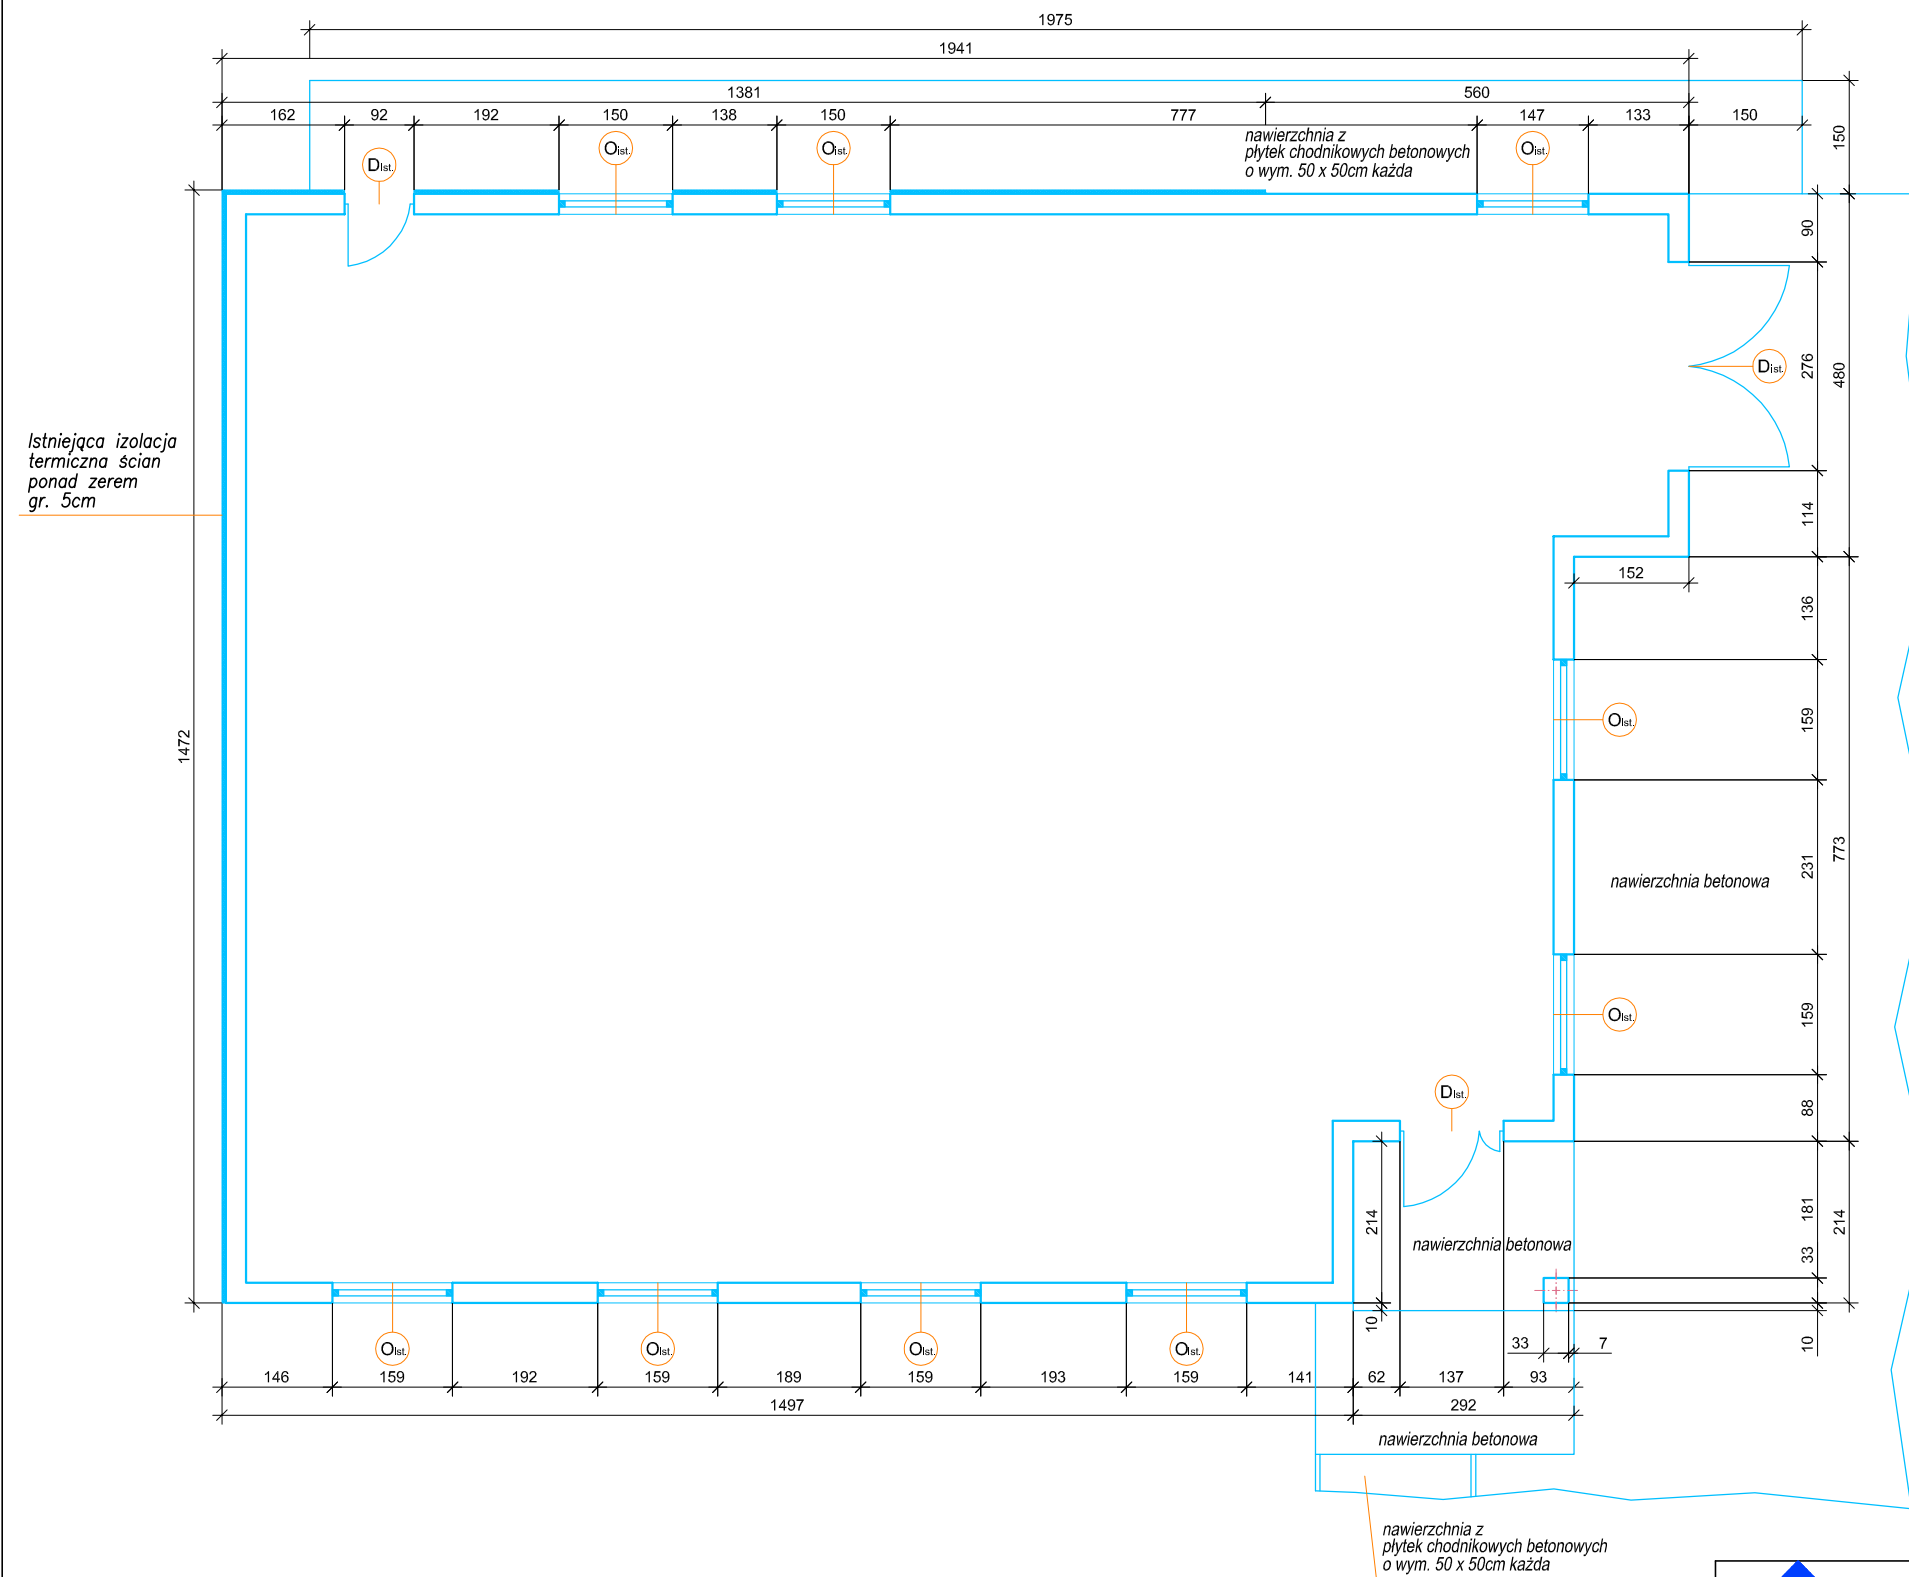 1975
1941
1381 560
162 92 192 150 138 150 777 147 133 150
150
nawierzchnia z
płytek chodnikowych betonowych
o wym. 50 x 50cm każda
Dist. Oist. Oist. Oist.
90
276
480
Dist.
114
152
Istniejąca izolacja
termiczna ścian
ponad zerem
gr. 5cm
136
159
Oist.
1472
231
773
nawierzchnia betonowa
159
Oist.
88
Dist.
214
181
214
33
nawierzchnia betonowa
10
10
33 7
Oist. Oist. Oist. Oist.
146 159 192 159 189 159 193 159 141 62 137 93
1497 292
nawierzchnia betonowa
nawierzchnia z
płytek chodnikowych betonowych
o wym. 50 x 50cm każda